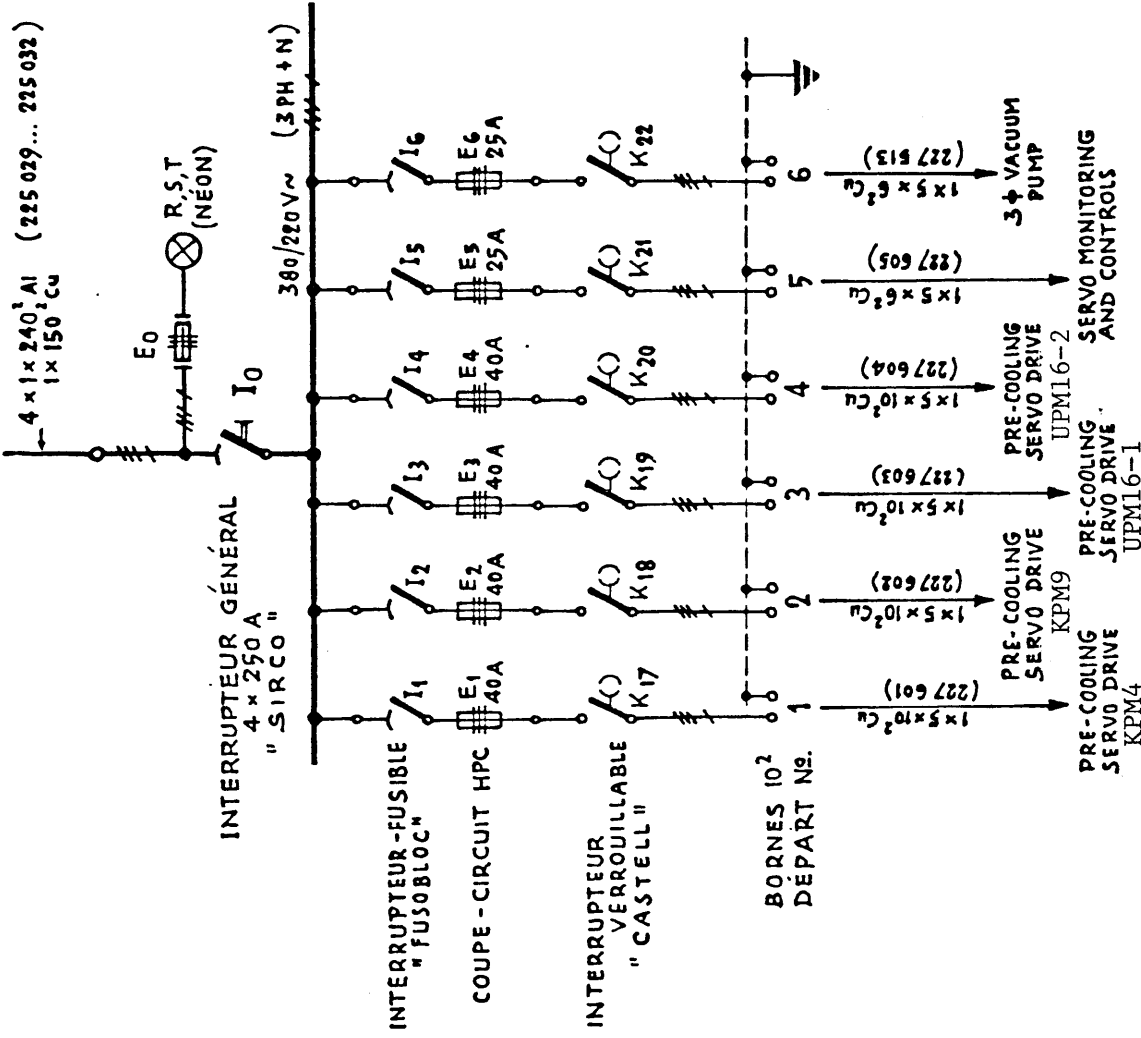 4 × 1 × 240² Al (225 029... 225 032)
1 × 150² Cu
E0
R,S,T
(NÉON)
I0
INTERRUPTEUR GÉNÉRAL
4 × 250 A
"SIRCO"
380/220V~ (3 PH + N)
INTERRUPTEUR-FUSIBLE
"FUSOBLOC"
I1 I2 I3 I4 I5 I6
COUPE-CIRCUIT HPC
E1 E2 E3 E4 E5 E6
40A 40A 40A 40A 25A 25A
INTERRUPTEUR
VERROUILLABLE
"CASTELL"
K17 K18 K19 K20 K21 K22
BORNES 10²
DÉPART No.
1 2 3 4 5 6
1× 5 × 10² Cu
(227 601)
1× 5 × 10² Cu
(227 602)
1× 5 × 10² Cu
(227 603)
1× 5 × 10² Cu
(227 604)
1× 5 × 6² Cu
(227 605)
1× 5 × 6² Cu
(227 513)
PRE-COOLING
SERVO DRIVE
KPM4
PRE-COOLING
SERVO DRIVE
KPM9
PRE-COOLING
SERVO DRIVE
UPM16-1
PRE-COOLING
SERVO DRIVE
UPM16-2
SERVO MONITORING
AND CONTROLS
3ϕ VACUUM
PUMP